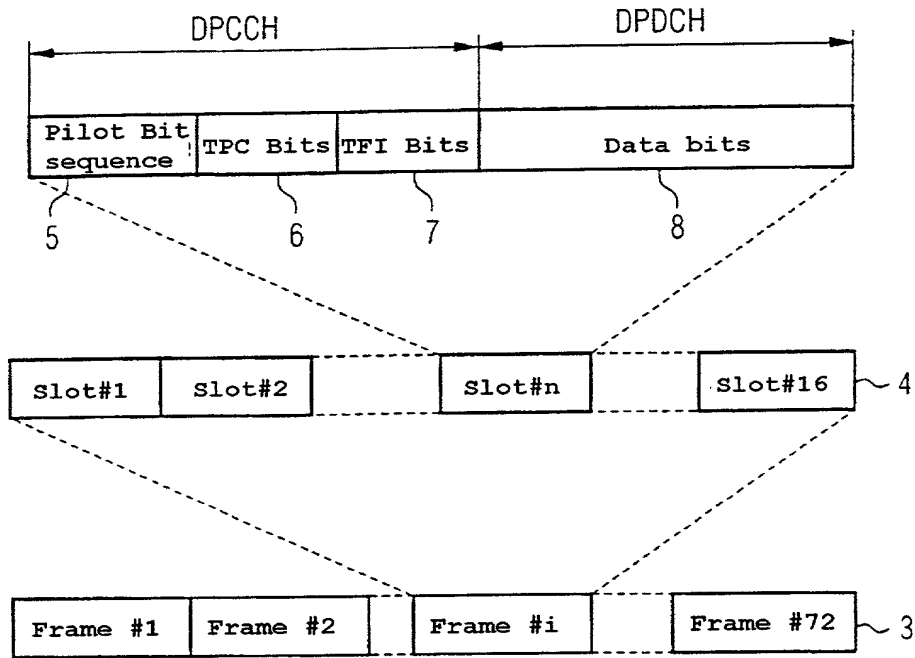 DPCCH DPDCH
Pilot Bit sequence TPC Bits TFI Bits Data bits
5 6 7 8
Slot#1 Slot#2 Slot#n Slot#16 4
Frame #1 Frame #2 Frame #i Frame #72 3